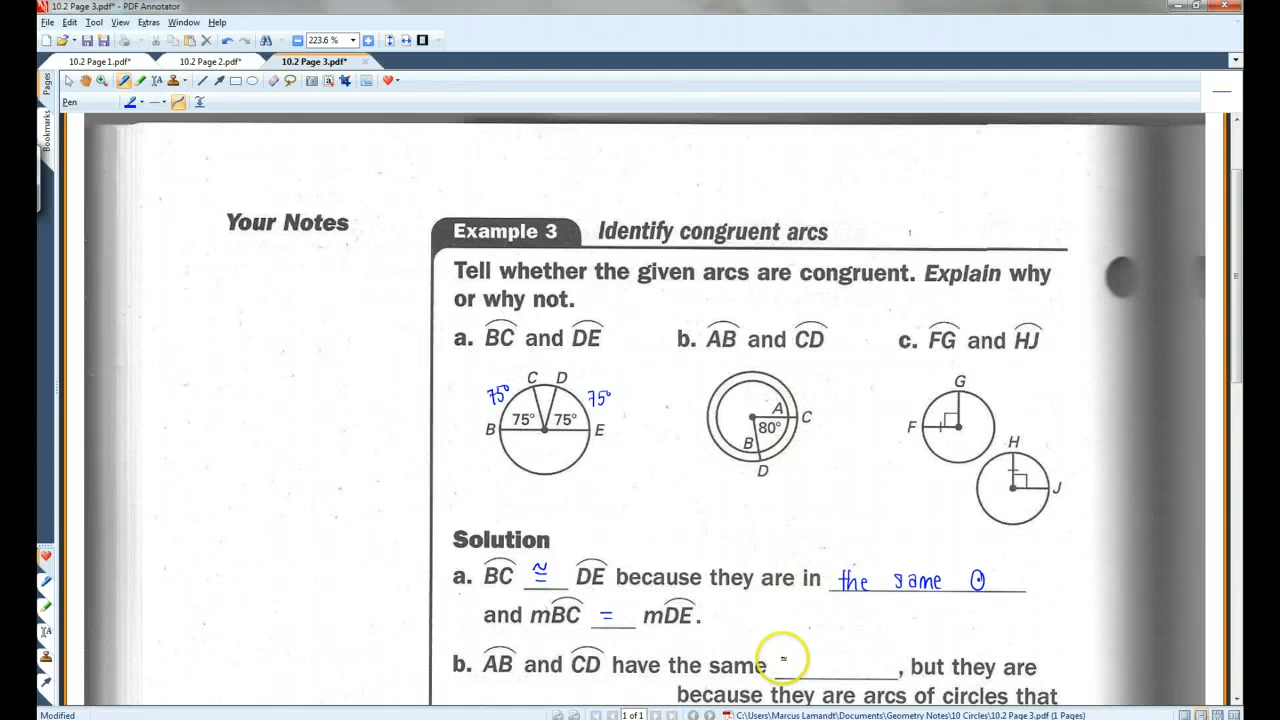 10.2 Page 3.pdf* - PDF Annotator
File Edit Tool View Extras Window Help
223.6 %
10.2 Page 1.pdf* 10.2 Page 2.pdf* 10.2 Page 3.pdf*
Pages
Bookmarks
Pen
Your Notes
Example 3 Identify congruent arcs
Tell whether the given arcs are congruent. Explain why
or why not.
a. BC and DE b. AB and CD c. FG and HJ
C D
75° 75°
75° 75°
B E
A C
80°
B
D
G
F
H
J
Solution
a. BC ≅ DE because they are in the same ⊙
and mBC = mDE.
b. AB and CD have the same , but they are
because they are arcs of circles that
Modified 1 of 1 C:\Users\Marcus Lamandt\Documents\Geometry Notes\10 Circles\10.2 Page 3.pdf (1 Pages)